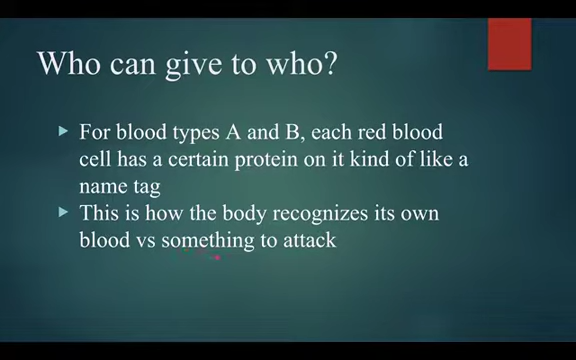 Who can give to who?
For blood types A and B, each red blood
cell has a certain protein on it kind of like a
name tag
This is how the body recognizes its own
blood vs something to attack